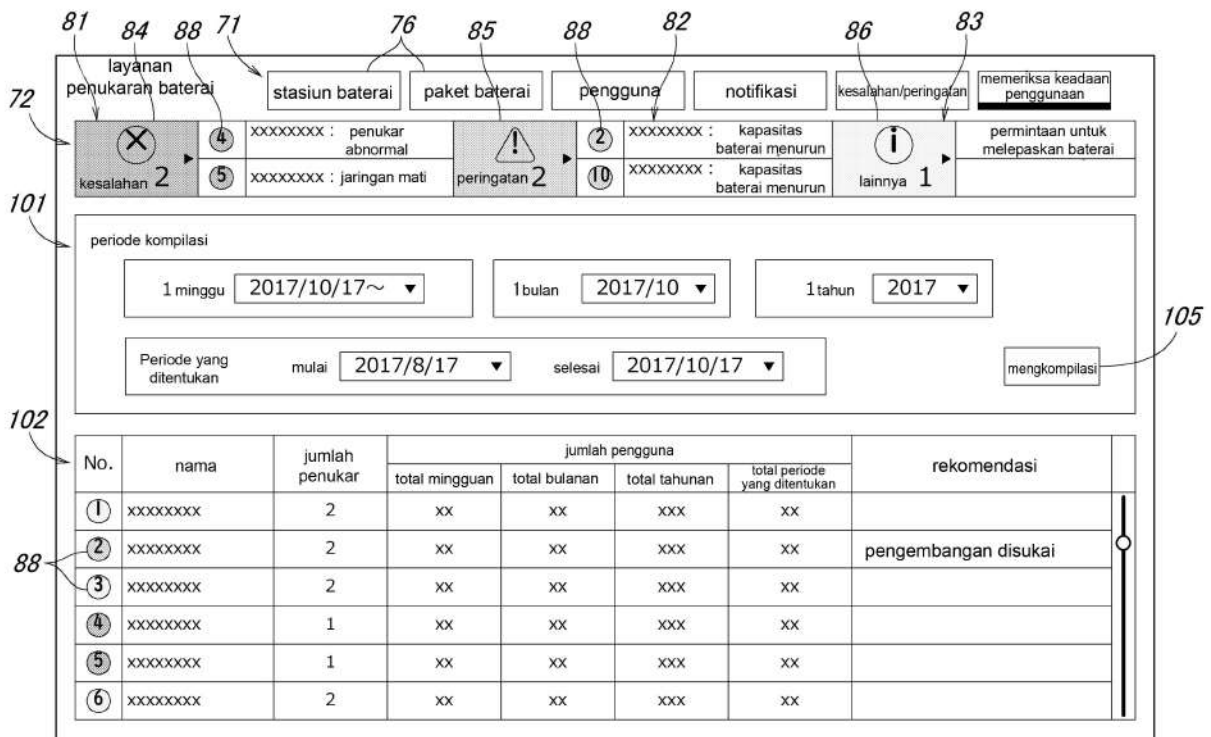 81 84 88 71 76 85 82 88 86 83
layanan
penukaran baterai
stasiun baterai
paket baterai
pengguna
notifikasi
kesalahan/peringatan
memeriksa keadaan
penggunaan
72
kesalahan 2
4 xxxxxxxx : penukar
abnormal
5 xxxxxxxx : jaringan mati
!
peringatan 2
2 xxxxxxxx : kapasitas
baterai menurun
10 xxxxxxxx : kapasitas
baterai menurun
i
lainnya 1
permintaan untuk
melepaskan baterai
101
periode kompilasi
1 minggu 2017/10/17~ ▼
1 bulan 2017/10 ▼
1 tahun 2017 ▼
105
Periode yang
ditentukan
mulai 2017/8/17 ▼
selesai 2017/10/17 ▼
mengkompilasi
102
No. nama jumlah
penukar
jumlah pengguna
total mingguan total bulanan total tahunan total periode
yang ditentukan
rekomendasi
1 xxxxxxxx 2 xx xx xxx xx
2 xxxxxxxx 2 xx xx xxx xx pengembangan disukai
88
3 xxxxxxxx 2 xx xx xxx xx
4 xxxxxxxx 1 xx xx xxx xx
5 xxxxxxxx 1 xx xx xxx xx
6 xxxxxxxx 2 xx xx xxx xx